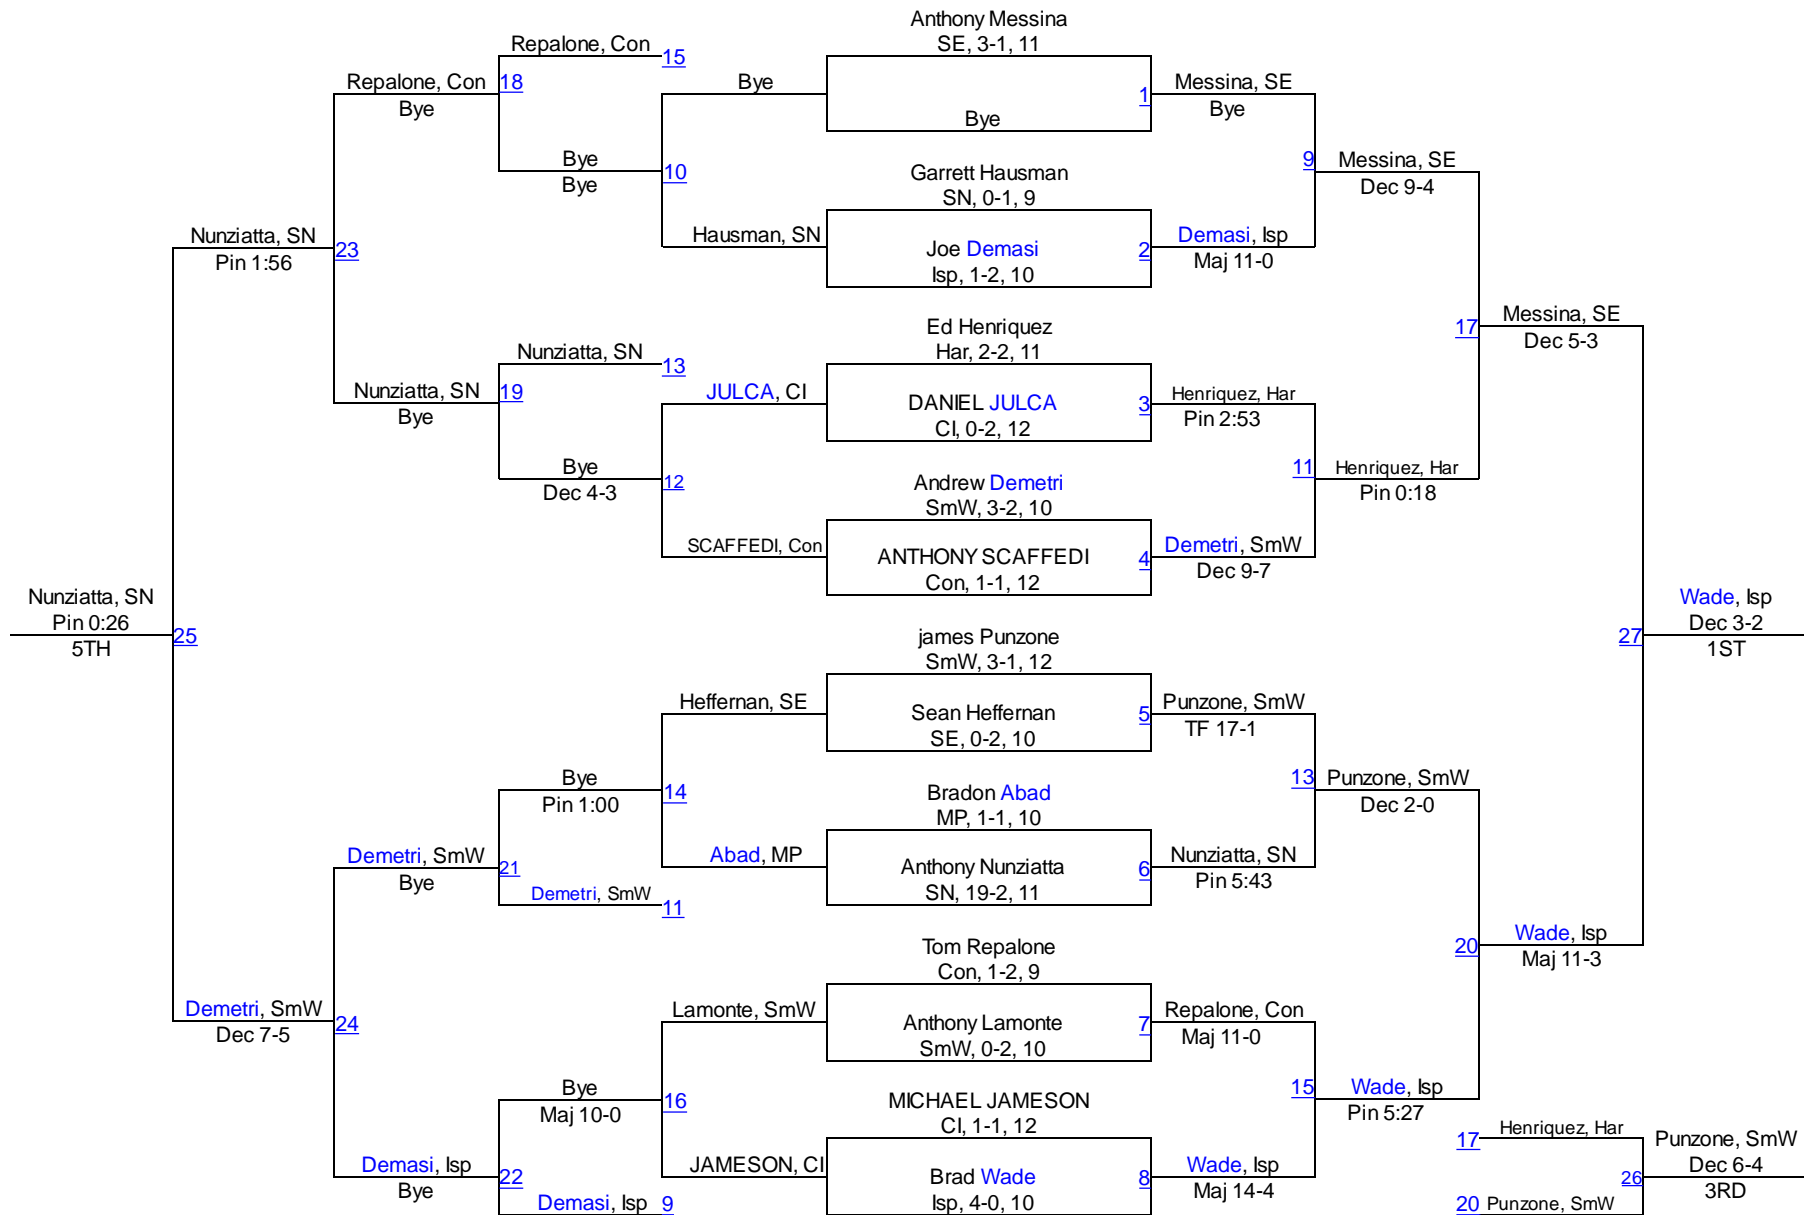 Anthony Messina
SE, 3-1, 11
Repalone, Con
15
Repalone, Con
18
Bye
Bye
1
Messina, SE
Bye
Bye
Bye
10
Bye
9
Messina, SE
Dec 9-4
Garrett Hausman
SN, 0-1, 9
Nunziatta, SN
23
Pin 1:56
Hausman, SN
Joe Demasi
Isp, 1-2, 10
2
Demasi, Isp
Maj 11-0
Ed Henriquez
Har, 2-2, 11
17
Messina, SE
Dec 5-3
Nunziatta, SN
13
Nunziatta, SN
19
Bye
JULCA, CI
DANIEL JULCA
CI, 0-2, 12
3
Henriquez, Har
Pin 2:53
Bye
12
Dec 4-3
Andrew Demetri
SmW, 3-2, 10
11
Henriquez, Har
Pin 0:18
SCAFFEDI, Con
ANTHONY SCAFFEDI
Con, 1-1, 12
4
Demetri, SmW
Dec 9-7
Nunziatta, SN
Pin 0:26
25
5TH
27
Wade, Isp
Dec 3-2
1ST
james Punzone
SmW, 3-1, 12
Heffernan, SE
Sean Heffernan
SE, 0-2, 10
5
Punzone, SmW
TF 17-1
Bye
14
Pin 1:00
Bradon Abad
MP, 1-1, 10
13
Punzone, SmW
Dec 2-0
Demetri, SmW
21
Bye
Demetri, SmW
11
Abad, MP
Anthony Nunziatta
SN, 19-2, 11
6
Nunziatta, SN
Pin 5:43
Tom Repalone
Con, 1-2, 9
20
Wade, Isp
Maj 11-3
Demetri, SmW
24
Dec 7-5
Lamonte, SmW
Anthony Lamonte
SmW, 0-2, 10
7
Repalone, Con
Maj 11-0
Bye
16
Maj 10-0
MICHAEL JAMESON
CI, 1-1, 12
15
Wade, Isp
Pin 5:27
Demasi, Isp
22
Bye
Demasi, Isp
9
JAMESON, CI
Brad Wade
Isp, 4-0, 10
8
Wade, Isp
Maj 14-4
17
Henriquez, Har
20
Punzone, SmW
26
Punzone, SmW
Dec 6-4
3RD